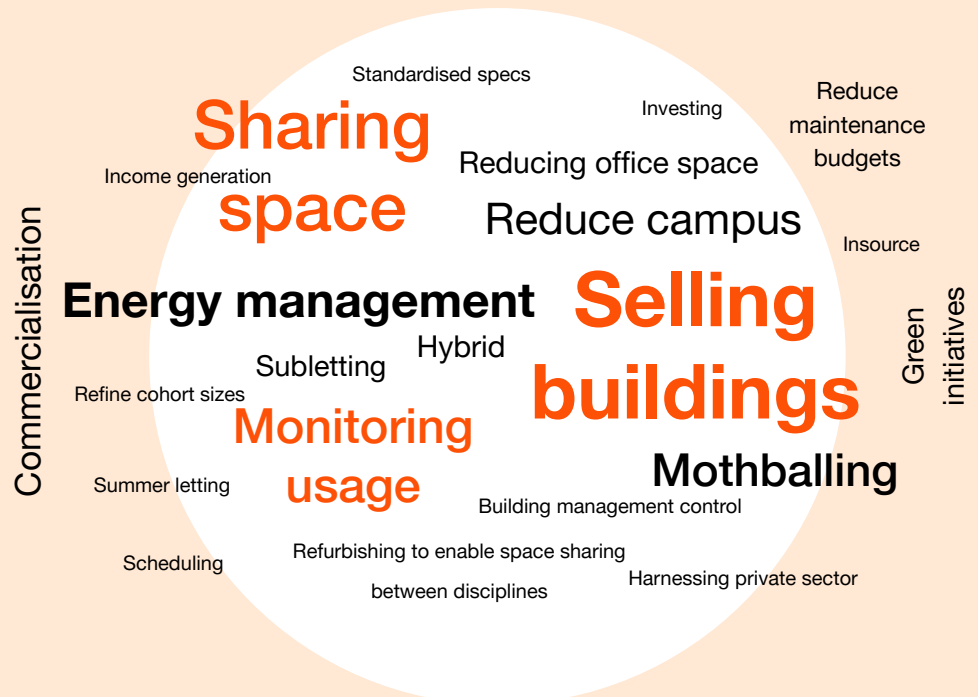 Standardised specs
Sharing
space
Investing
Reduce
maintenance
budgets
Reducing office space
Income generation
Reduce campus
Insource
Commercialisation
Energy management
Selling
buildings
Green
initiatives
Hybrid
Subletting
Refine cohort sizes
Monitoring
usage
Mothballing
Summer letting
Building management control
Refurbishing to enable space sharing
between disciplines
Scheduling
Harnessing private sector